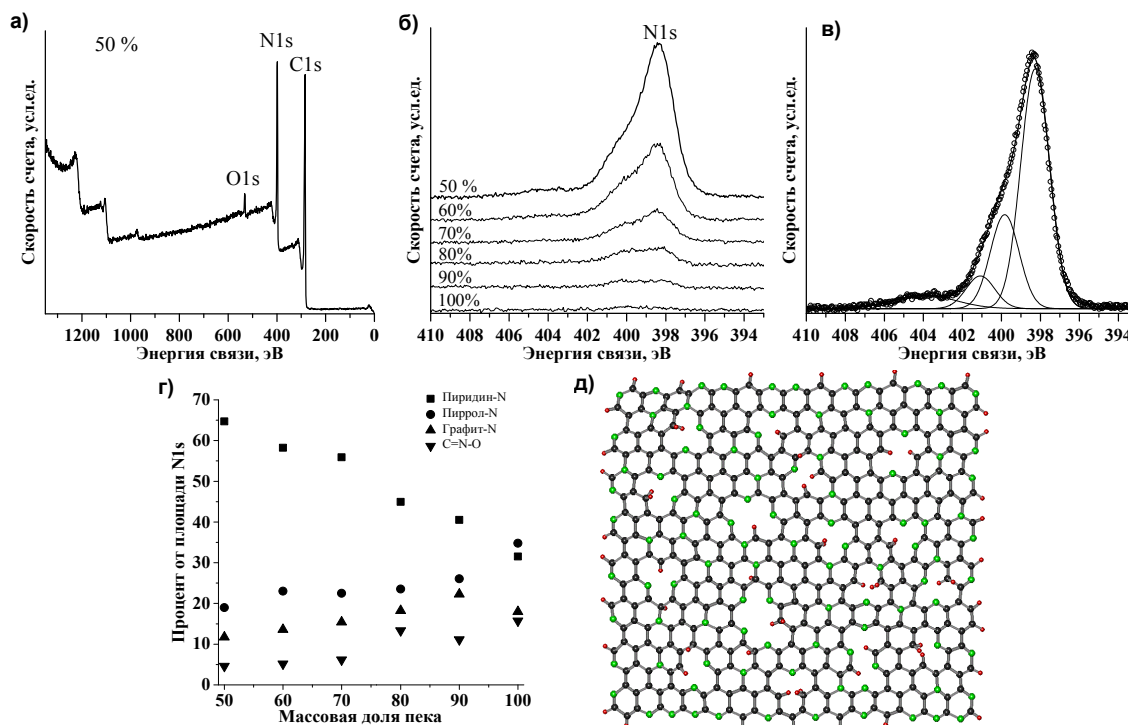 а)
50 %
N1s
C1s
O1s
Скорость счета, усл.ед.
1200 1000 800 600 400 200 0
Энергия связи, эВ
б)
N1s
50 %
60%
70%
80%
90%
100%
Скорость счета, усл.ед.
410 408 406 404 402 400 398 396 394
Энергия связи, эВ
в)
Скорость счета, усл.ед.
410 408 406 404 402 400 398 396 394
Энергия связи, эВ
г)
Пиридин-N
Пиррол-N
Графит-N
C=N-O
Процент от площади N1s
70
60
50
40
30
20
10
0
50 60 70 80 90 100
Массовая доля пека
д)